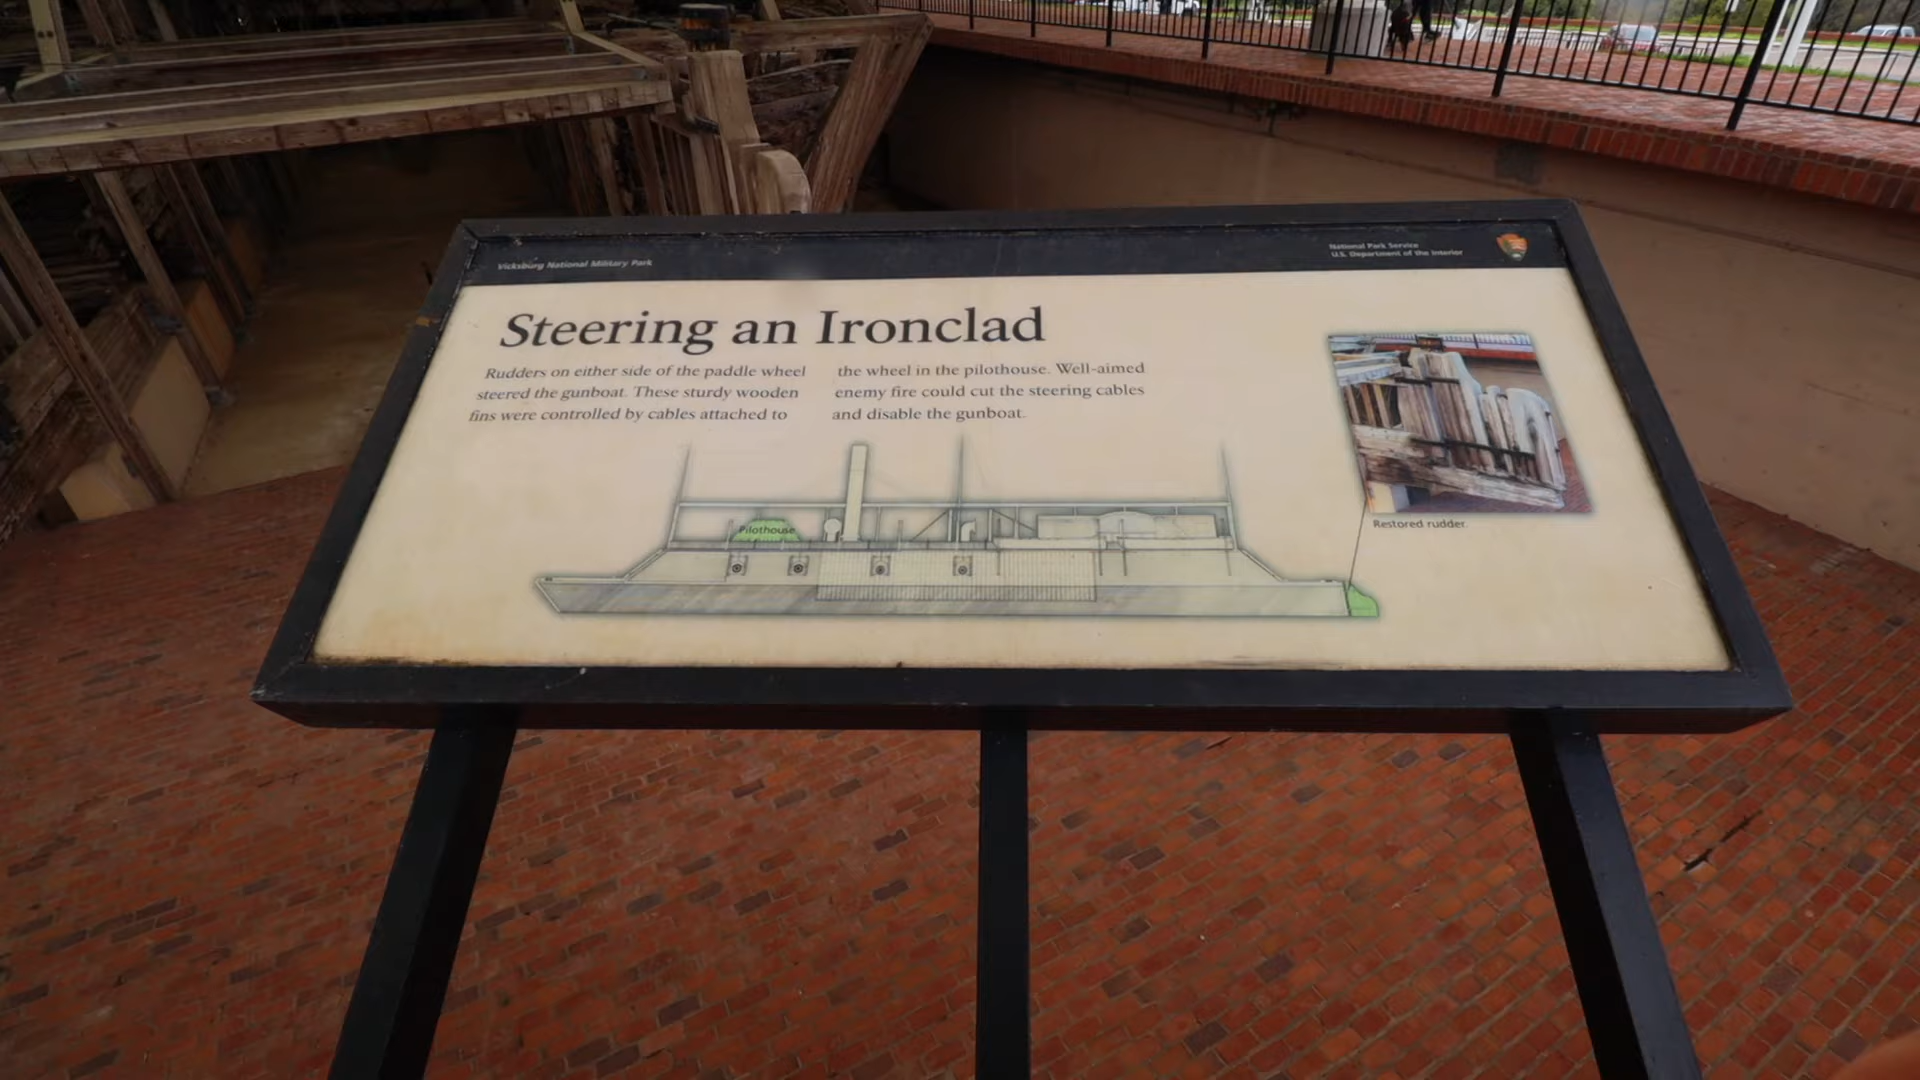 Vicksburg National Military Park
National Park Service
U.S. Department of the Interior
Steering an Ironclad
Rudders on either side of the paddle wheel
steered the gunboat. These sturdy wooden
fins were controlled by cables attached to
the wheel in the pilothouse. Well-aimed
enemy fire could cut the steering cables
and disable the gunboat.
Pilothouse
Restored rudder.